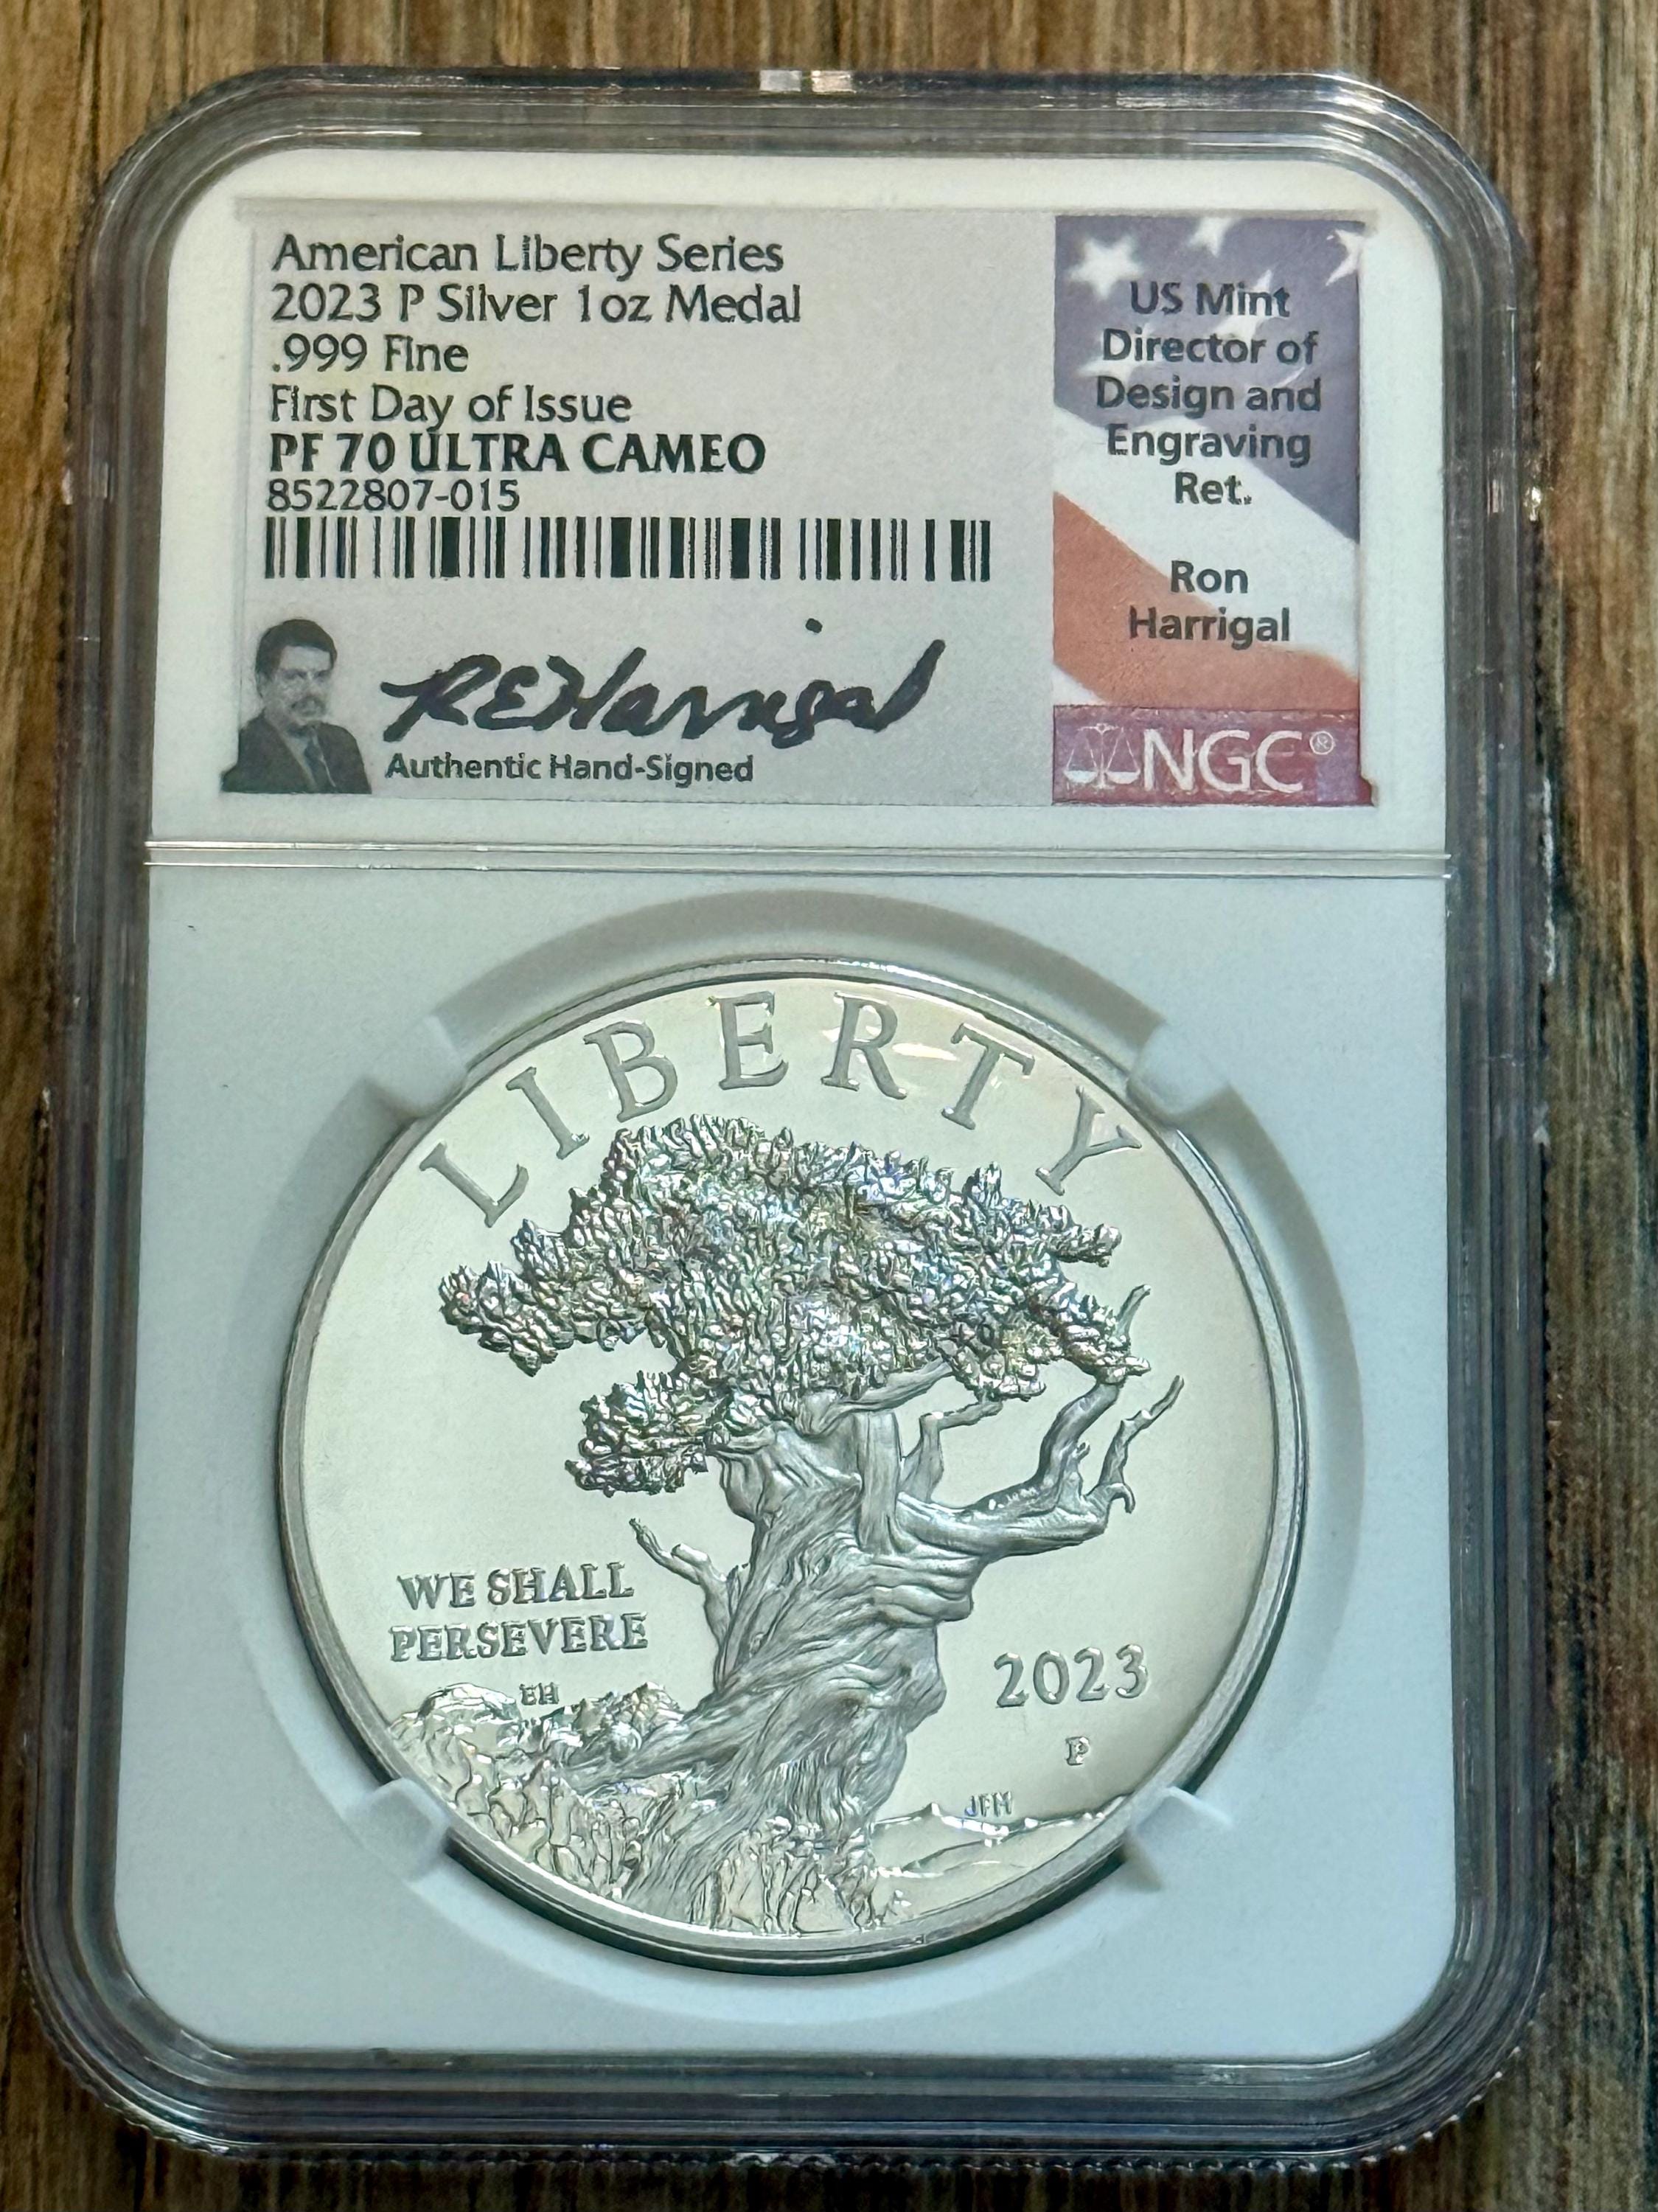 American Liberty Series
2023 P Silver 1oz Medal
.999 Fine
First Day of Issue
PF 70 ULTRA CAMEO
8522807-015
REHarrigal
Authentic Hand-Signed
US Mint
Director of
Design and
Engraving
Ret.
Ron
Harrigal
NGC®
LIBERTY
WE SHALL
PERSEVERE
EH
2023
P
JFM